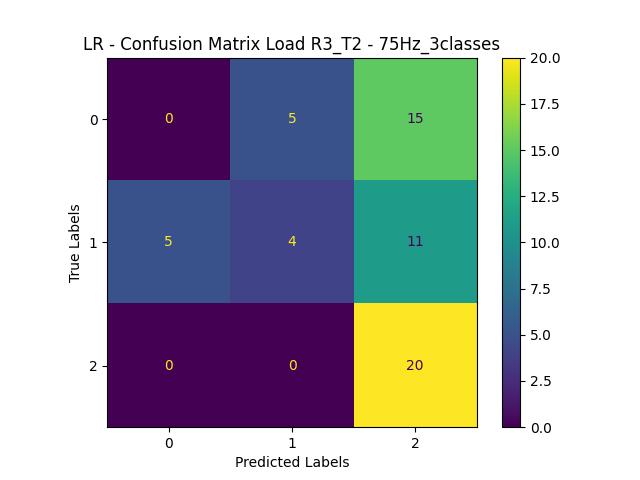 LR - Confusion Matrix Load R3_T2 - 75Hz_3classes
True Labels
0
0 5 15
1
5 4 11
2
0 0 20
0 1 2
Predicted Labels
20.0
17.5
15.0
12.5
10.0
7.5
5.0
2.5
0.0